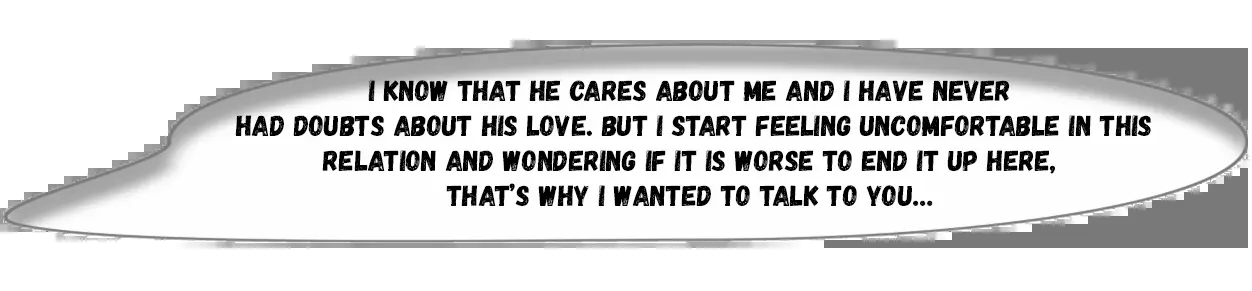 I KNOW THAT HE CARES ABOUT ME AND I HAVE NEVER
HAD DOUBTS ABOUT HIS LOVE. BUT I START FEELING UNCOMFORTABLE IN THIS
RELATION AND WONDERING IF IT IS WORSE TO END IT UP HERE,
THAT'S WHY I WANTED TO TALK TO YOU...